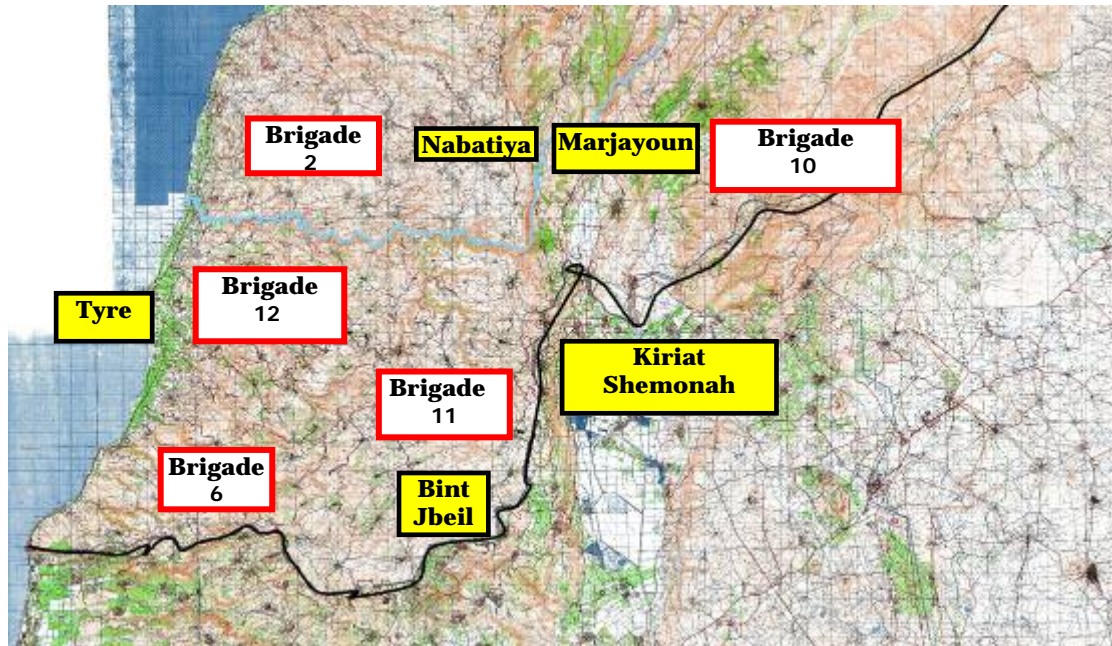 Brigade
2
Nabatiya
Marjayoun
Brigade
10
Brigade
12
Tyre
Kiriat
Shemonah
Brigade
11
Brigade
6
Bint
Jbeil